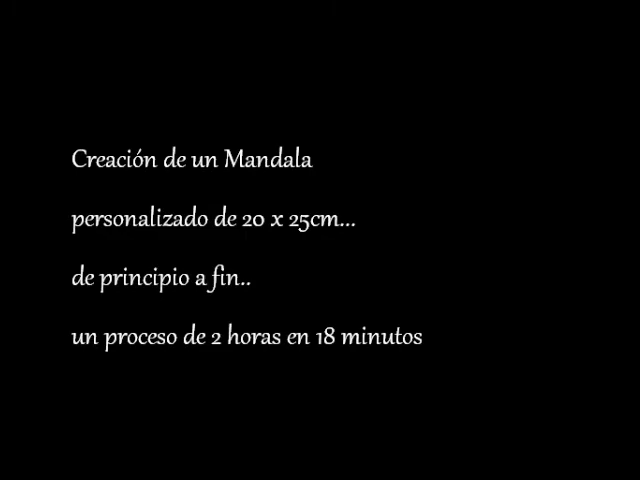 Creación de un Mandala
personalizado de 20 x 25cm...
de principio a fin..
un proceso de 2 horas en 18 minutos